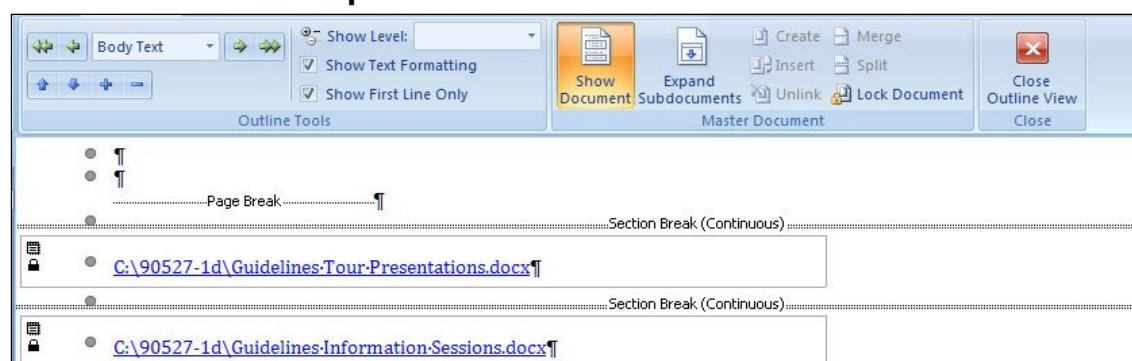 Body Text
Show Level:
Show Text Formatting
Show First Line Only
Outline Tools
Show Document
Expand Subdocuments
Create
Merge
Insert
Split
Unlink
Lock Document
Master Document
Close Outline View
Close
¶
¶
Page Break ¶
Section Break (Continuous)
C:\90527-1d\Guidelines·Tour·Presentations.docx¶
Section Break (Continuous)
C:\90527-1d\Guidelines·Information·Sessions.docx¶